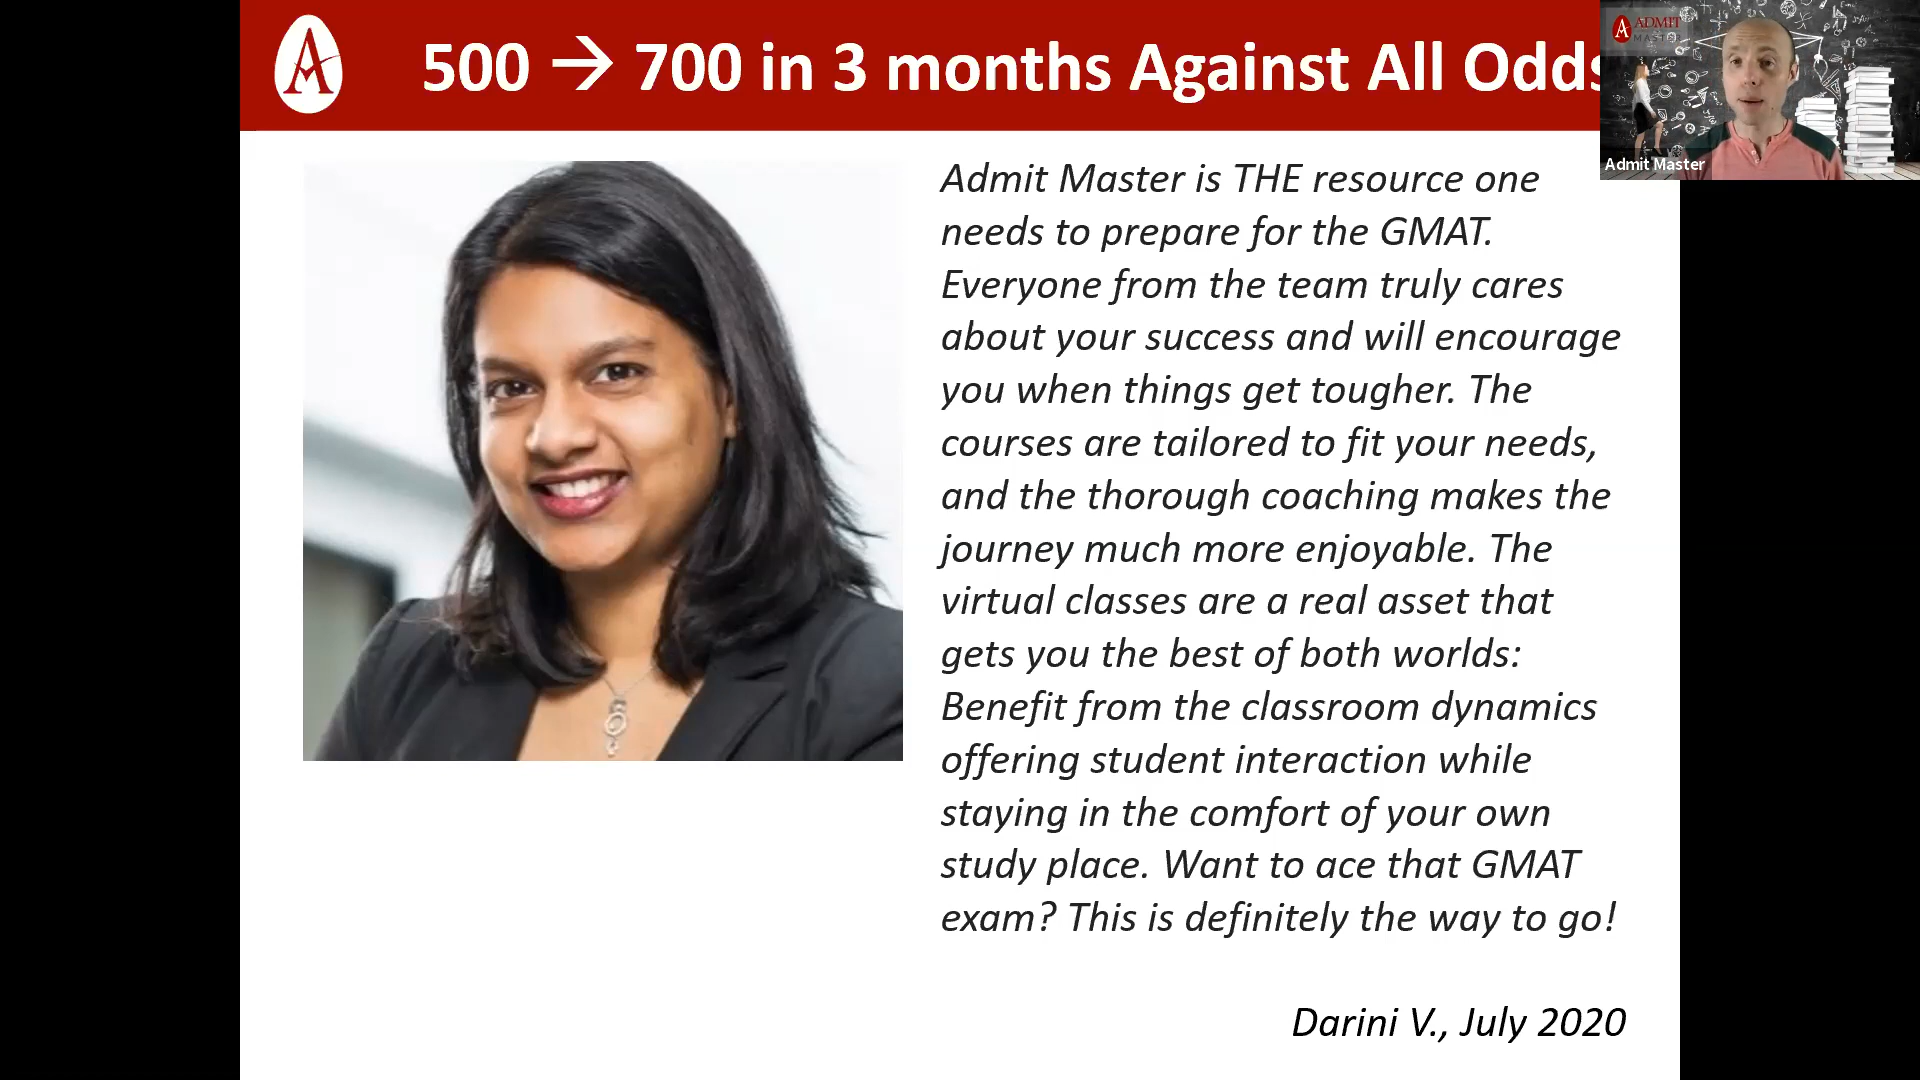 500 → 700 in 3 months Against All Odds
ADMIT
MASTER
Admit Master
Admit Master is THE resource one
needs to prepare for the GMAT.
Everyone from the team truly cares
about your success and will encourage
you when things get tougher. The
courses are tailored to fit your needs,
and the thorough coaching makes the
journey much more enjoyable. The
virtual classes are a real asset that
gets you the best of both worlds:
Benefit from the classroom dynamics
offering student interaction while
staying in the comfort of your own
study place. Want to ace that GMAT
exam? This is definitely the way to go!
Darini V., July 2020